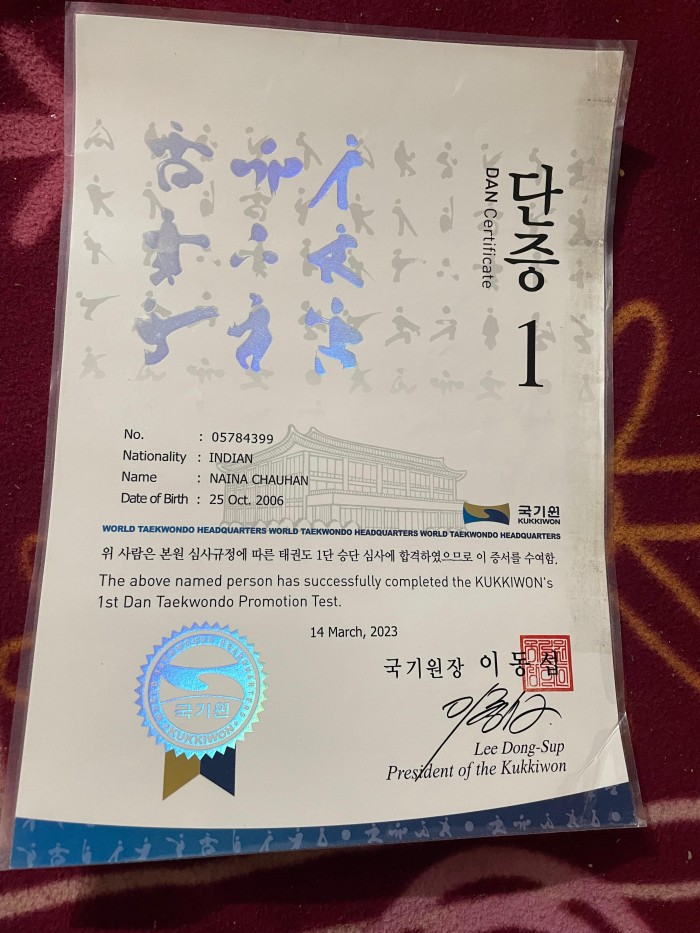 단증 1
DAN Certificate
No. : 05784399
Nationality : INDIAN
Name : NAINA CHAUHAN
Date of Birth : 25 Oct. 2006
국기원
KUKKIWON
WORLD TAEKWONDO HEADQUARTERS WORLD TAEKWONDO HEADQUARTERS WORLD TAEKWONDO HEADQUARTERS
위 사람은 본원 심사규정에 따른 태권도 1단 승단 심사에 합격하였으므로 이 증서를 수여함.
The above named person has successfully completed the KUKKIWON's
1st Dan Taekwondo Promotion Test.
14 March, 2023
국기원장 이동섭
국기원
KUKKIWON
Lee Dong-Sup
President of the Kukkiwon